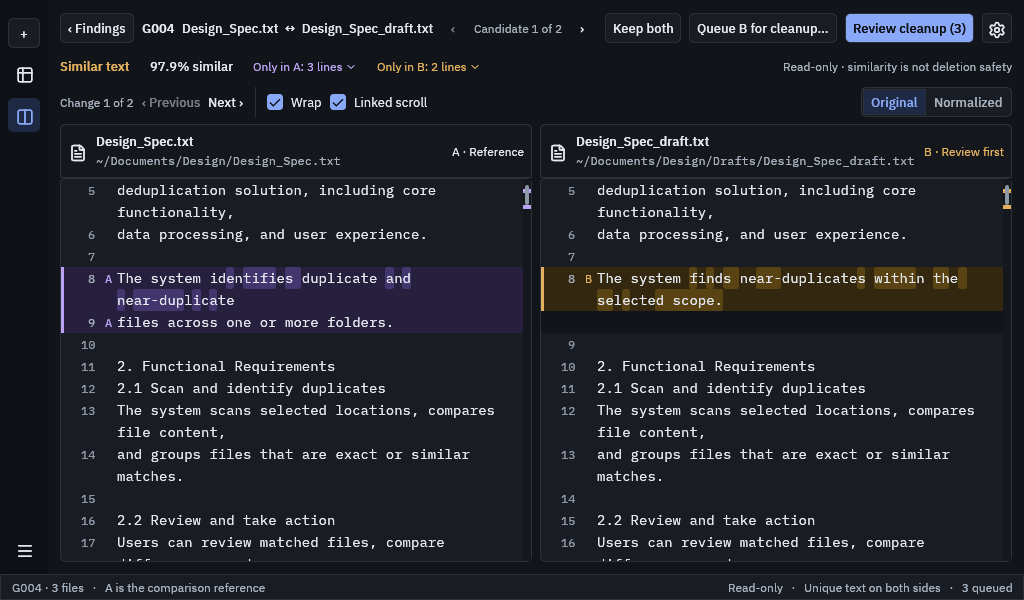 +
‹ Findings G004 Design_Spec.txt ↔ Design_Spec_draft.txt ‹ Candidate 1 of 2 › Keep both Queue B for cleanup... Review cleanup (3)
Similar text 97.9% similar Only in A: 3 lines Only in B: 2 lines Read-only · similarity is not deletion safety
Change 1 of 2 ‹ Previous Next › Wrap Linked scroll Original Normalized
Design_Spec.txt
~/Documents/Design/Design_Spec.txt
A · Reference
5 deduplication solution, including core
functionality,
6 data processing, and user experience.
7
8 A The system identifies duplicate and
near-duplicate
9 A files across one or more folders.
10
11 2. Functional Requirements
12 2.1 Scan and identify duplicates
13 The system scans selected locations, compares
file content,
14 and groups files that are exact or similar
matches.
15
16 2.2 Review and take action
17 Users can review matched files, compare
Design_Spec_draft.txt
~/Documents/Design/Drafts/Design_Spec_draft.txt
B · Review first
5 deduplication solution, including core
functionality,
6 data processing, and user experience.
7
8 B The system finds near-duplicates within the
selected scope.
9
10 2. Functional Requirements
11 2.1 Scan and identify duplicates
12 The system scans selected locations, compares
file content,
13 and groups files that are exact or similar
matches.
14
15 2.2 Review and take action
16 Users can review matched files, compare
G004 · 3 files · A is the comparison reference Read-only · Unique text on both sides · 3 queued